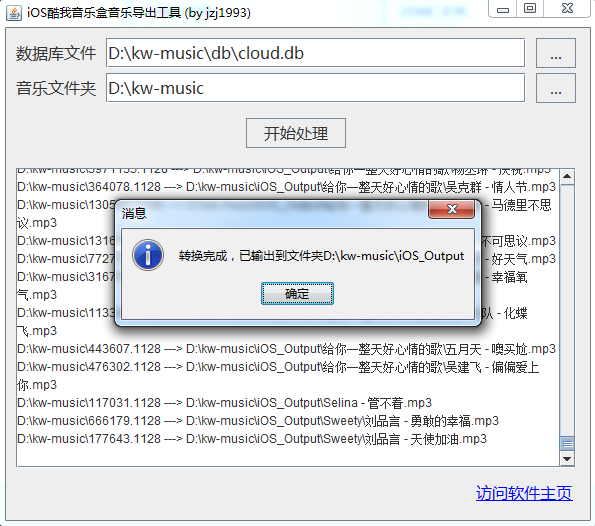 iOS酷我音乐盒音乐导出工具 (by jzj1993)
数据库文件 D:\kw-music\db\cloud.db ...
音乐文件夹 D:\kw-music ...
开始处理
D:\kw-music\364078.1128 ---> D:\kw-music\iOS_Output\给你一整天好心情的歌\吴克群 - 情人节.mp3
D:\kw-music\1305 - 马德里不思
议.mp3
D:\kw-music\1316 不可思议.mp3
D:\kw-music\7727 - 好天气.mp3
D:\kw-music\3167 - 幸福氧
气.mp3
D:\kw-music\1133 队 - 化蝶
飞.mp3
消息
转换完成，已输出到文件夹D:\kw-music\iOS_Output
确定
D:\kw-music\443607.1128 ---> D:\kw-music\iOS_Output\给你一整天好心情的歌\五月天 - 噢买尬.mp3
D:\kw-music\476302.1128 ---> D:\kw-music\iOS_Output\给你一整天好心情的歌\吴建飞 - 偏偏爱上
你.mp3
D:\kw-music\117031.1128 ---> D:\kw-music\iOS_Output\Selina - 管不着.mp3
D:\kw-music\666179.1128 ---> D:\kw-music\iOS_Output\Sweety\刘品言 - 勇敢的幸福.mp3
D:\kw-music\177643.1128 ---> D:\kw-music\iOS_Output\Sweety\刘品言 - 天使加油.mp3
访问软件主页